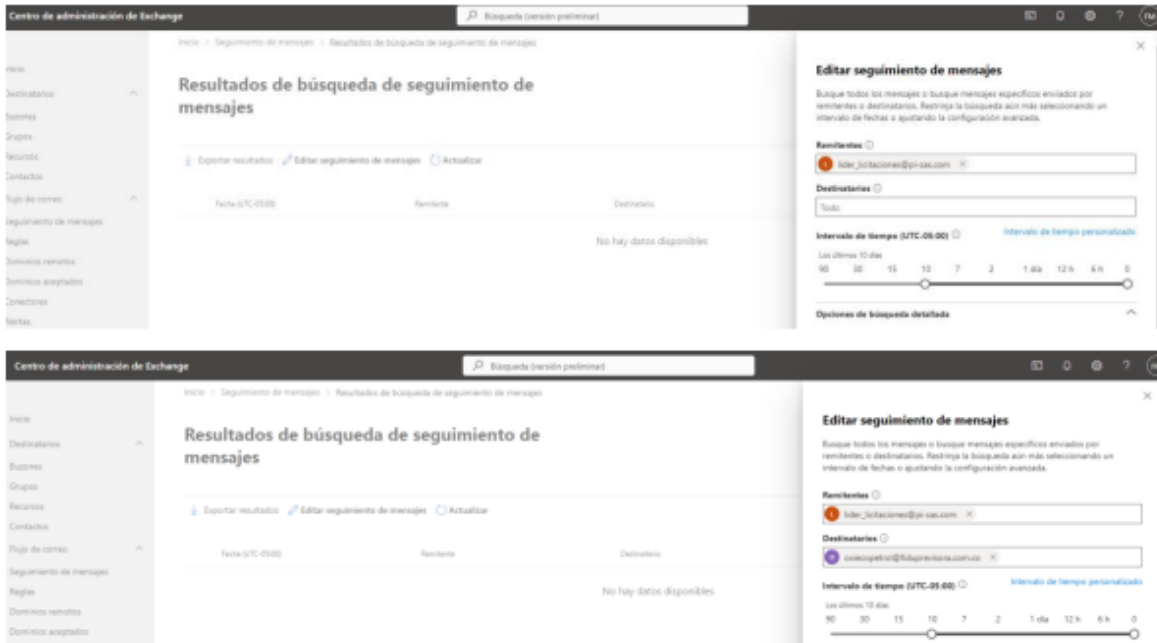 Centro de administración de Exchange
Búsqueda (versión preliminar)
Inicio > Seguimiento de mensajes > Resultados de búsqueda de seguimiento de mensajes
Inicio
Destinatarios
Buzones
Grupos
Recursos
Contactos
Flujo de correo
Seguimiento de mensajes
Reglas
Dominios remotos
Dominios aceptados
Conectores
Alertas
Resultados de búsqueda de seguimiento de
mensajes
Exportar resultados Editar seguimiento de mensajes Actualizar
Fecha (UTC-05:00) Remitente Destinatario
No hay datos disponibles
Editar seguimiento de mensajes
Busque todos los mensajes o busque mensajes específicos enviados por
remitentes o destinatarios. Restrinja la búsqueda aún más seleccionando un
intervalo de fechas o ajustando la configuración avanzada.
Remitentes
lider_licitaciones@pi-sas.com
Destinatarios
Todo
Intervalo de tiempo (UTC-05:00) Intervalo de tiempo personalizado
Los últimos 10 días
90 30 15 10 7 2 1 día 12 h 6 h 0
Opciones de búsqueda detallada
Centro de administración de Exchange
Búsqueda (versión preliminar)
Inicio > Seguimiento de mensajes > Resultados de búsqueda de seguimiento de mensajes
Inicio
Destinatarios
Buzones
Grupos
Recursos
Contactos
Flujo de correo
Seguimiento de mensajes
Reglas
Dominios remotos
Dominios aceptados
Resultados de búsqueda de seguimiento de
mensajes
Exportar resultados Editar seguimiento de mensajes Actualizar
Fecha (UTC-05:00) Remitente Destinatario
No hay datos disponibles
Editar seguimiento de mensajes
Busque todos los mensajes o busque mensajes específicos enviados por
remitentes o destinatarios. Restrinja la búsqueda aún más seleccionando un
intervalo de fechas o ajustando la configuración avanzada.
Remitentes
lider_licitaciones@pi-sas.com
Destinatarios
Intervalo de tiempo (UTC-05:00) Intervalo de tiempo personalizado
Los últimos 10 días
90 30 15 10 7 2 1 día 12 h 6 h 0